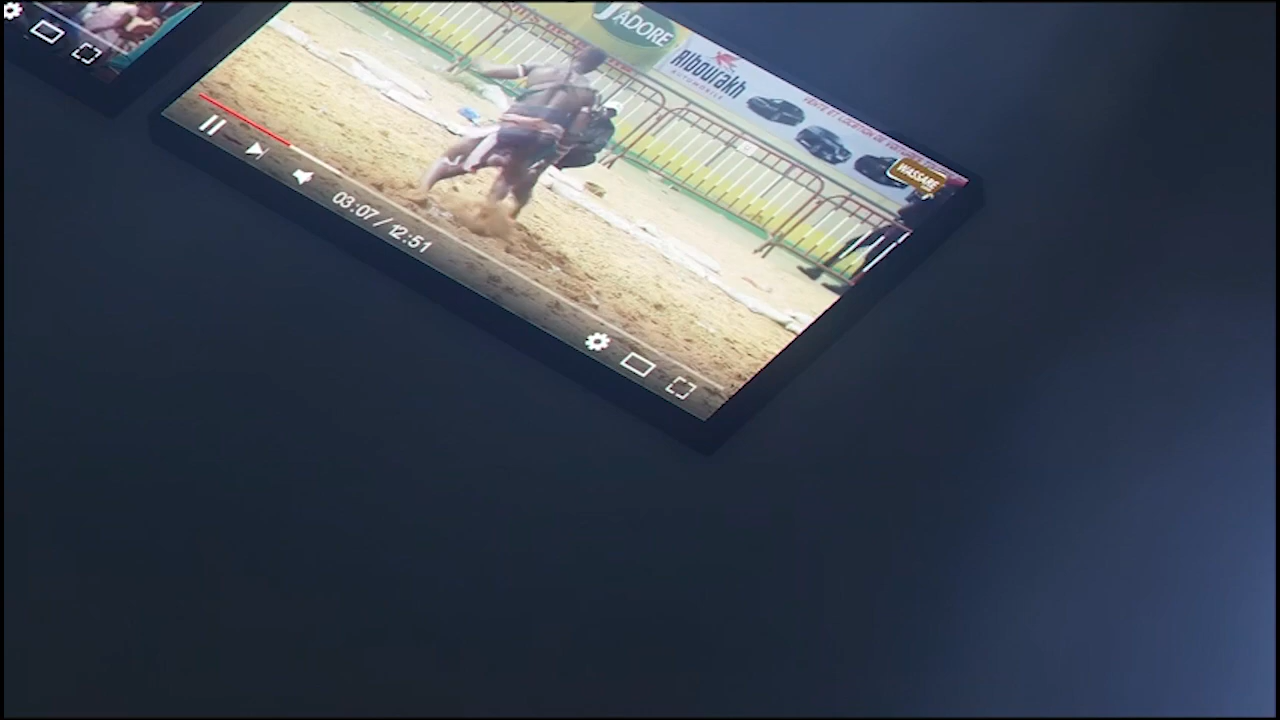 J'ADORE
Albourakh
AUTOMOBILE
VENTE ET LOCATION DE VOITURES
WASSARE
03:07 / 12:51